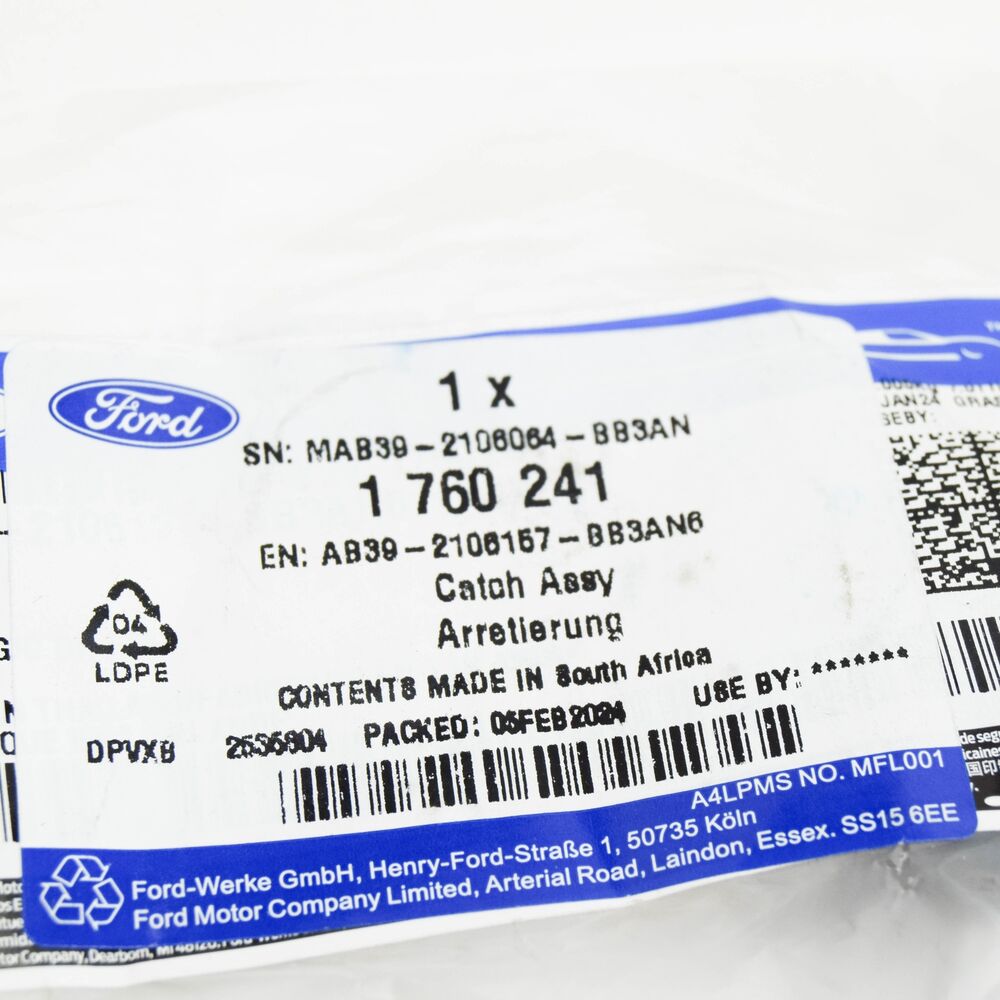 Ford
1 x
SN: MAB39-2106064-BB3AN
1 760 241
EN: AB39-2106157-BB3AN6
Catch Assy
Arretierung
04
LDPE
CONTENTS MADE IN South Africa
DPVXB 2535804 PACKED: 05FEB2024 USE BY: *******
A4LPMS NO. MFL001
Ford-Werke GmbH, Henry-Ford-Straße 1, 50735 Köln
Ford Motor Company Limited, Arterial Road, Laindon, Essex. SS15 6EE
JAN24